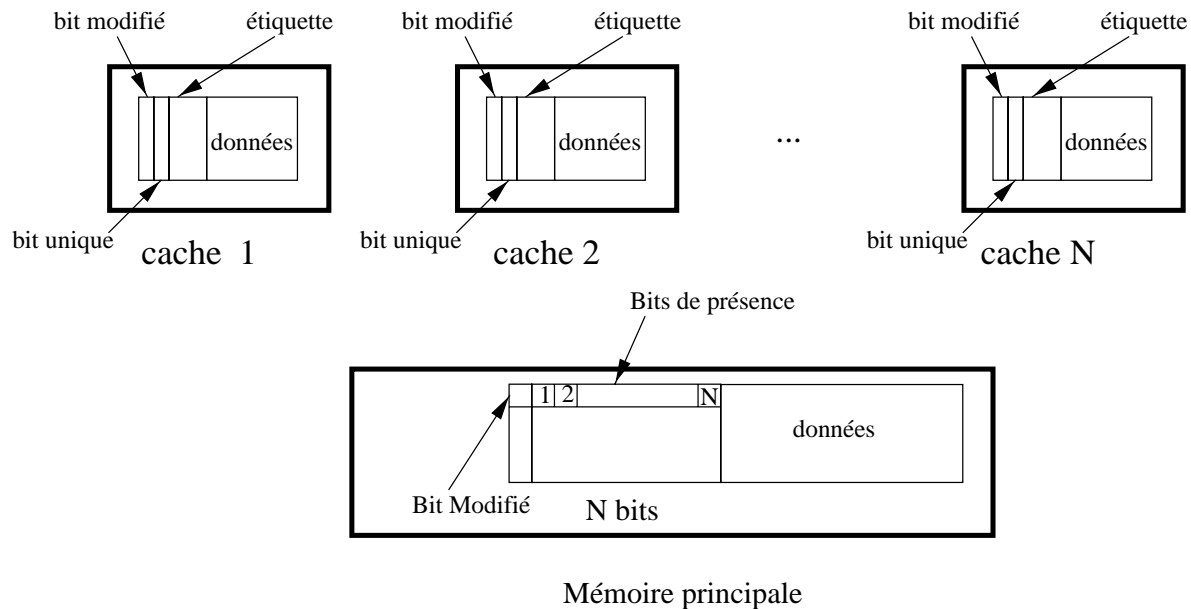 bit modifié étiquette bit modifié étiquette bit modifié étiquette
données données ... données
bit unique bit unique bit unique
cache 1 cache 2 cache N
Bits de présence
1 2 N
données
Bit Modifié
N bits
Mémoire principale